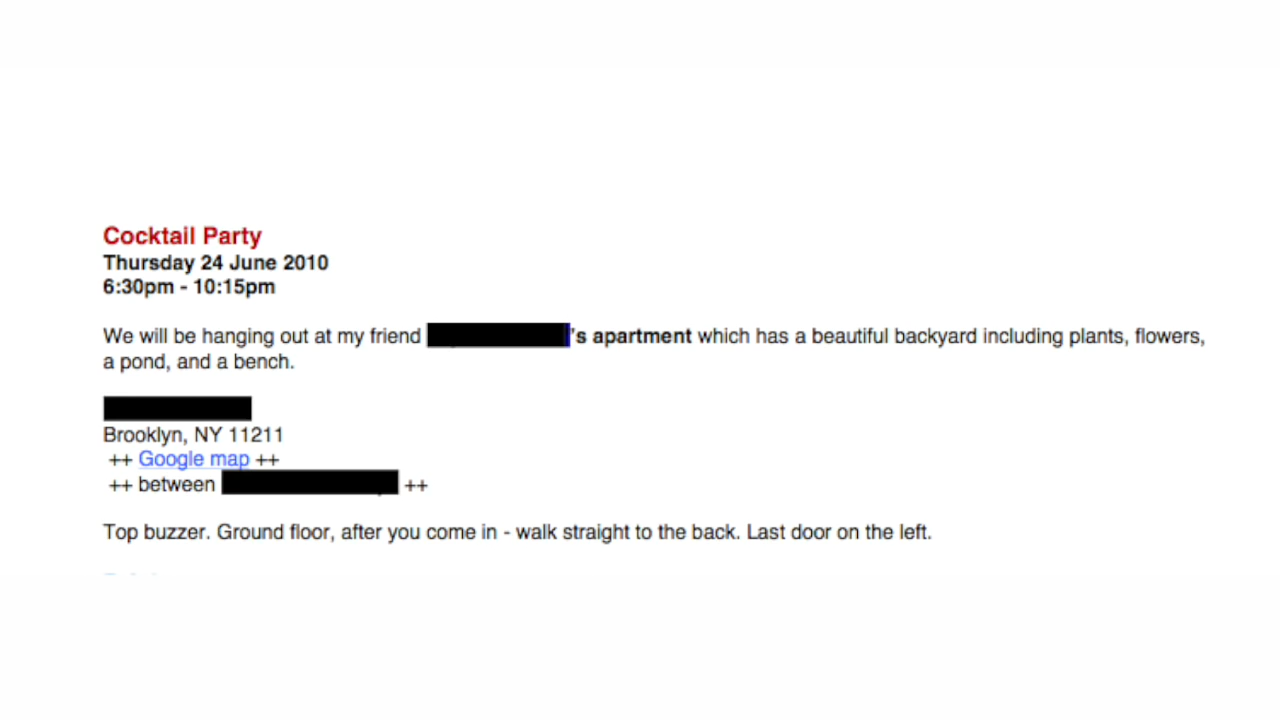 Cocktail Party
Thursday 24 June 2010
6:30pm - 10:15pm
We will be hanging out at my friend 's apartment which has a beautiful backyard including plants, flowers,
a pond, and a bench.
Brooklyn, NY 11211
++ Google map ++
++ between ++
Top buzzer. Ground floor, after you come in - walk straight to the back. Last door on the left.